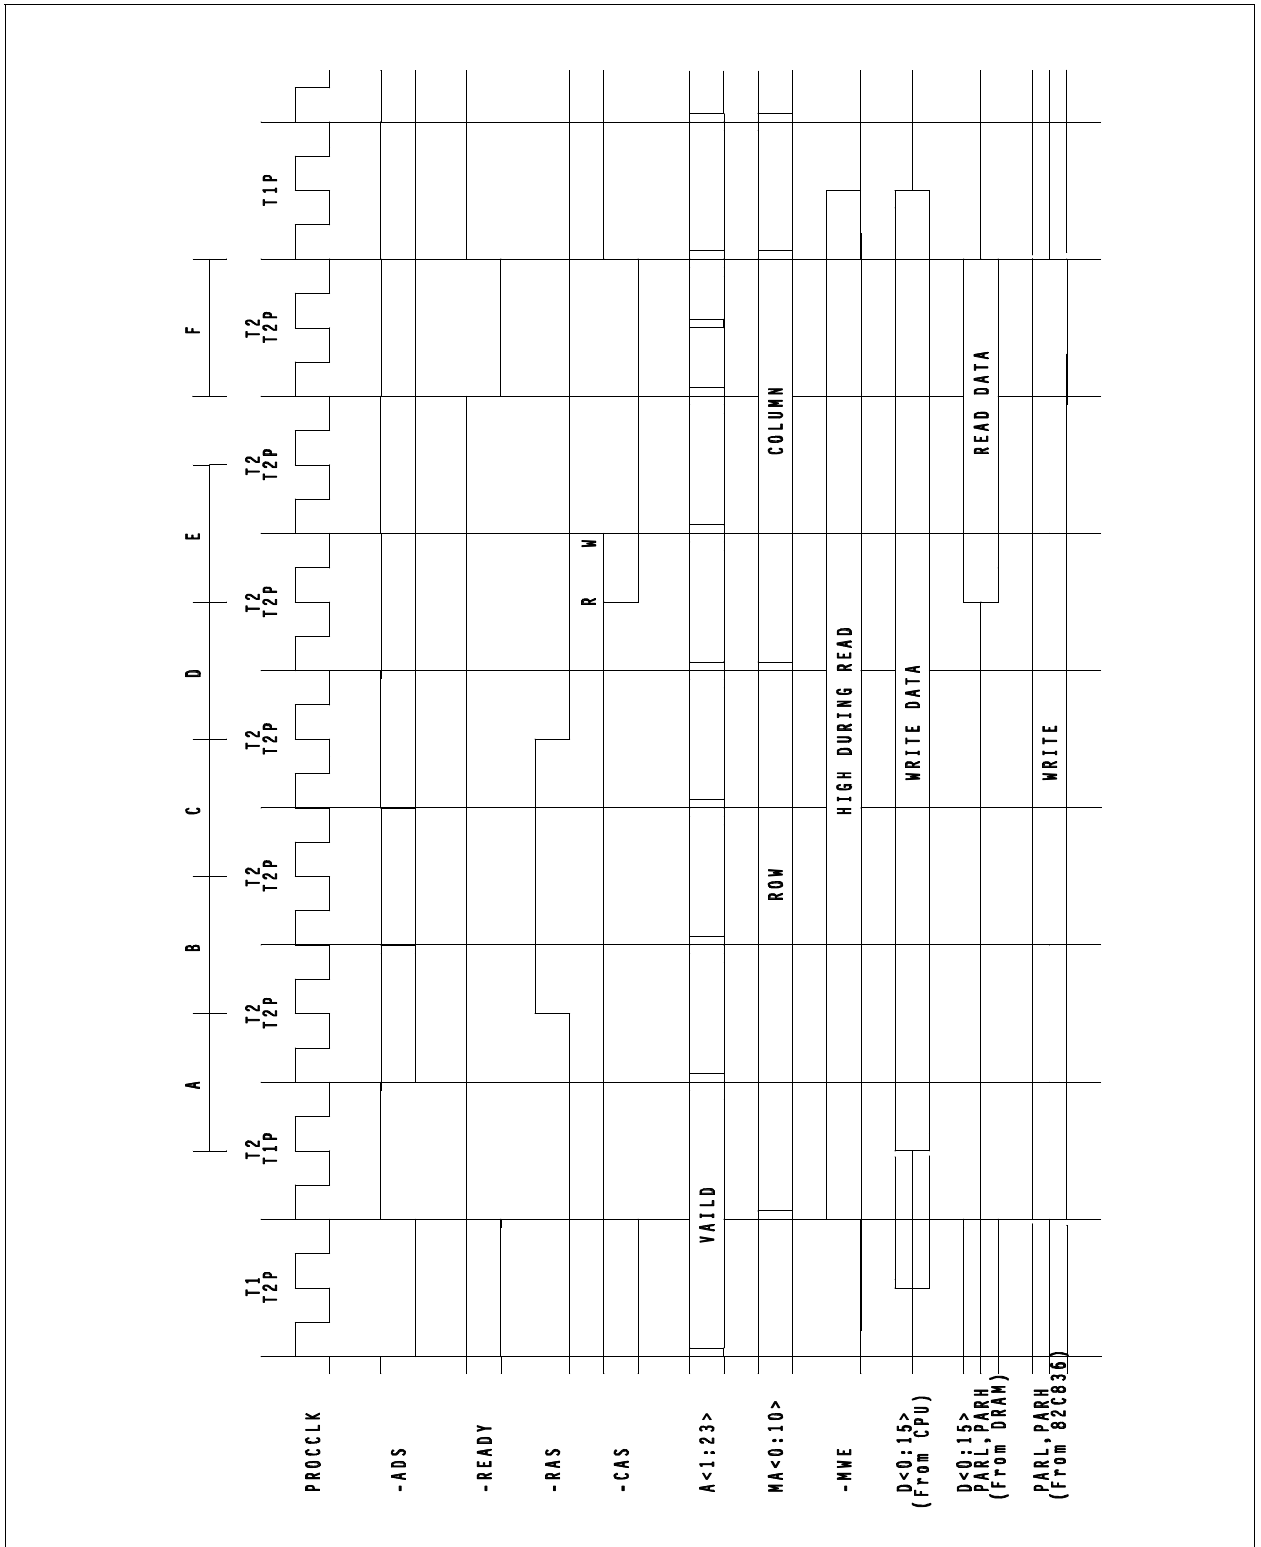 A B C D E F
T1 T2 T2 T2 T2 T2 T2 T2
T2P T1P T2P T2P T2P T2P T2P T2P T1P
PROCCLK
-ADS
-READY
-RAS
R W
-CAS
A<1:23> VAILD
MA<0:10> ROW COLUMN
-MWE HIGH DURING READ
D<0:15> WRITE DATA
(From CPU)
D<0:15>
PARL,PARH READ DATA
(From DRAM)
PARL,PARH WRITE
(From 82C836)